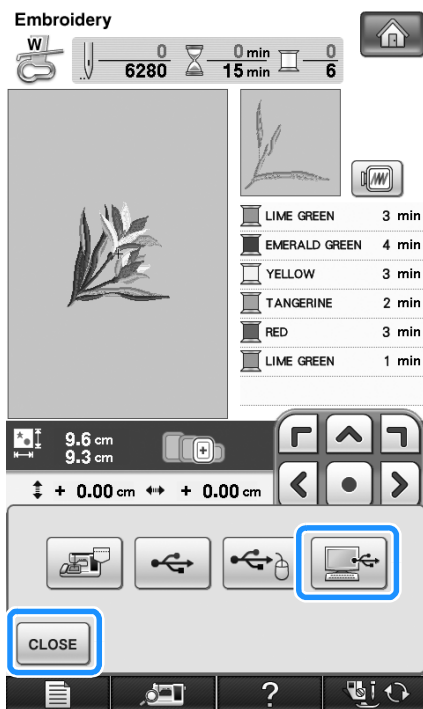 Embroidery
W
0 0 min 0
6280 15 min 6
LIME GREEN 3 min
EMERALD GREEN 4 min
YELLOW 3 min
TANGERINE 2 min
RED 3 min
LIME GREEN 1 min
9.6 cm
9.3 cm
+ 0.00 cm + 0.00 cm
CLOSE
?